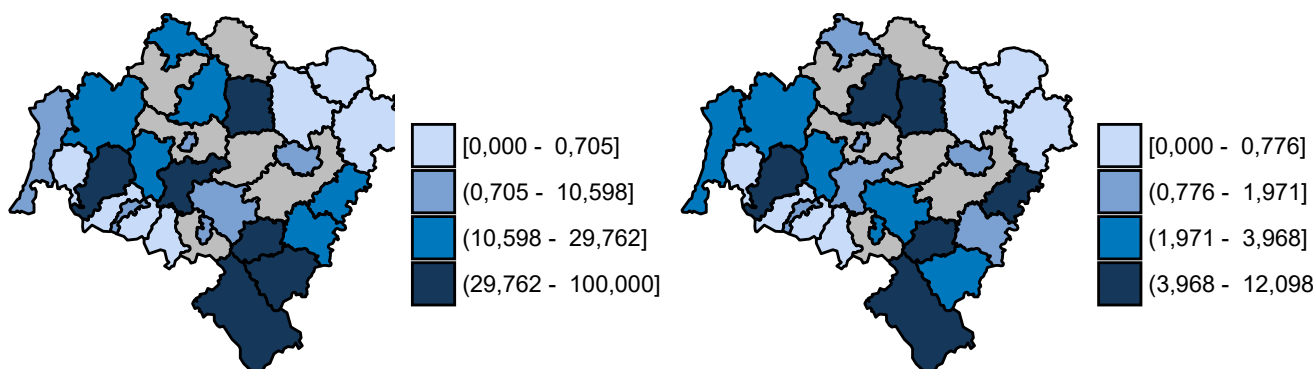 [0,000 - 0,705]
(0,705 - 10,598]
(10,598 - 29,762]
(29,762 - 100,000]
[0,000 - 0,776]
(0,776 - 1,971]
(1,971 - 3,968]
(3,968 - 12,098